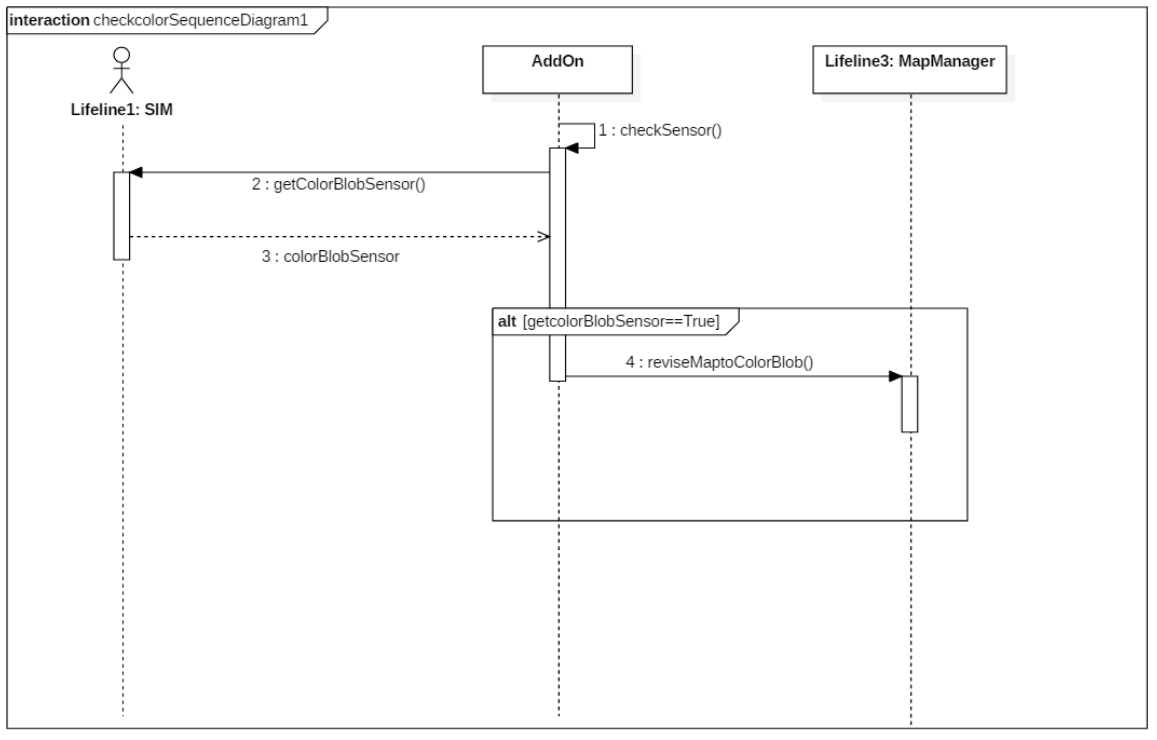 interaction checkcolorSequenceDiagram1
Lifeline1: SIM
AddOn
Lifeline3: MapManager
1 : checkSensor()
2 : getColorBlobSensor()
3 : colorBlobSensor
alt [getcolorBlobSensor==True]
4 : reviseMaptoColorBlob()